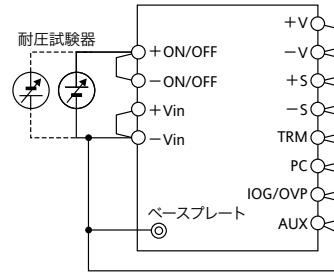 耐圧試験器
+ON/OFF
−ON/OFF
+Vin
−Vin
ベースプレート
+V
−V
+S
−S
TRM
PC
IOG/OVP
AUX